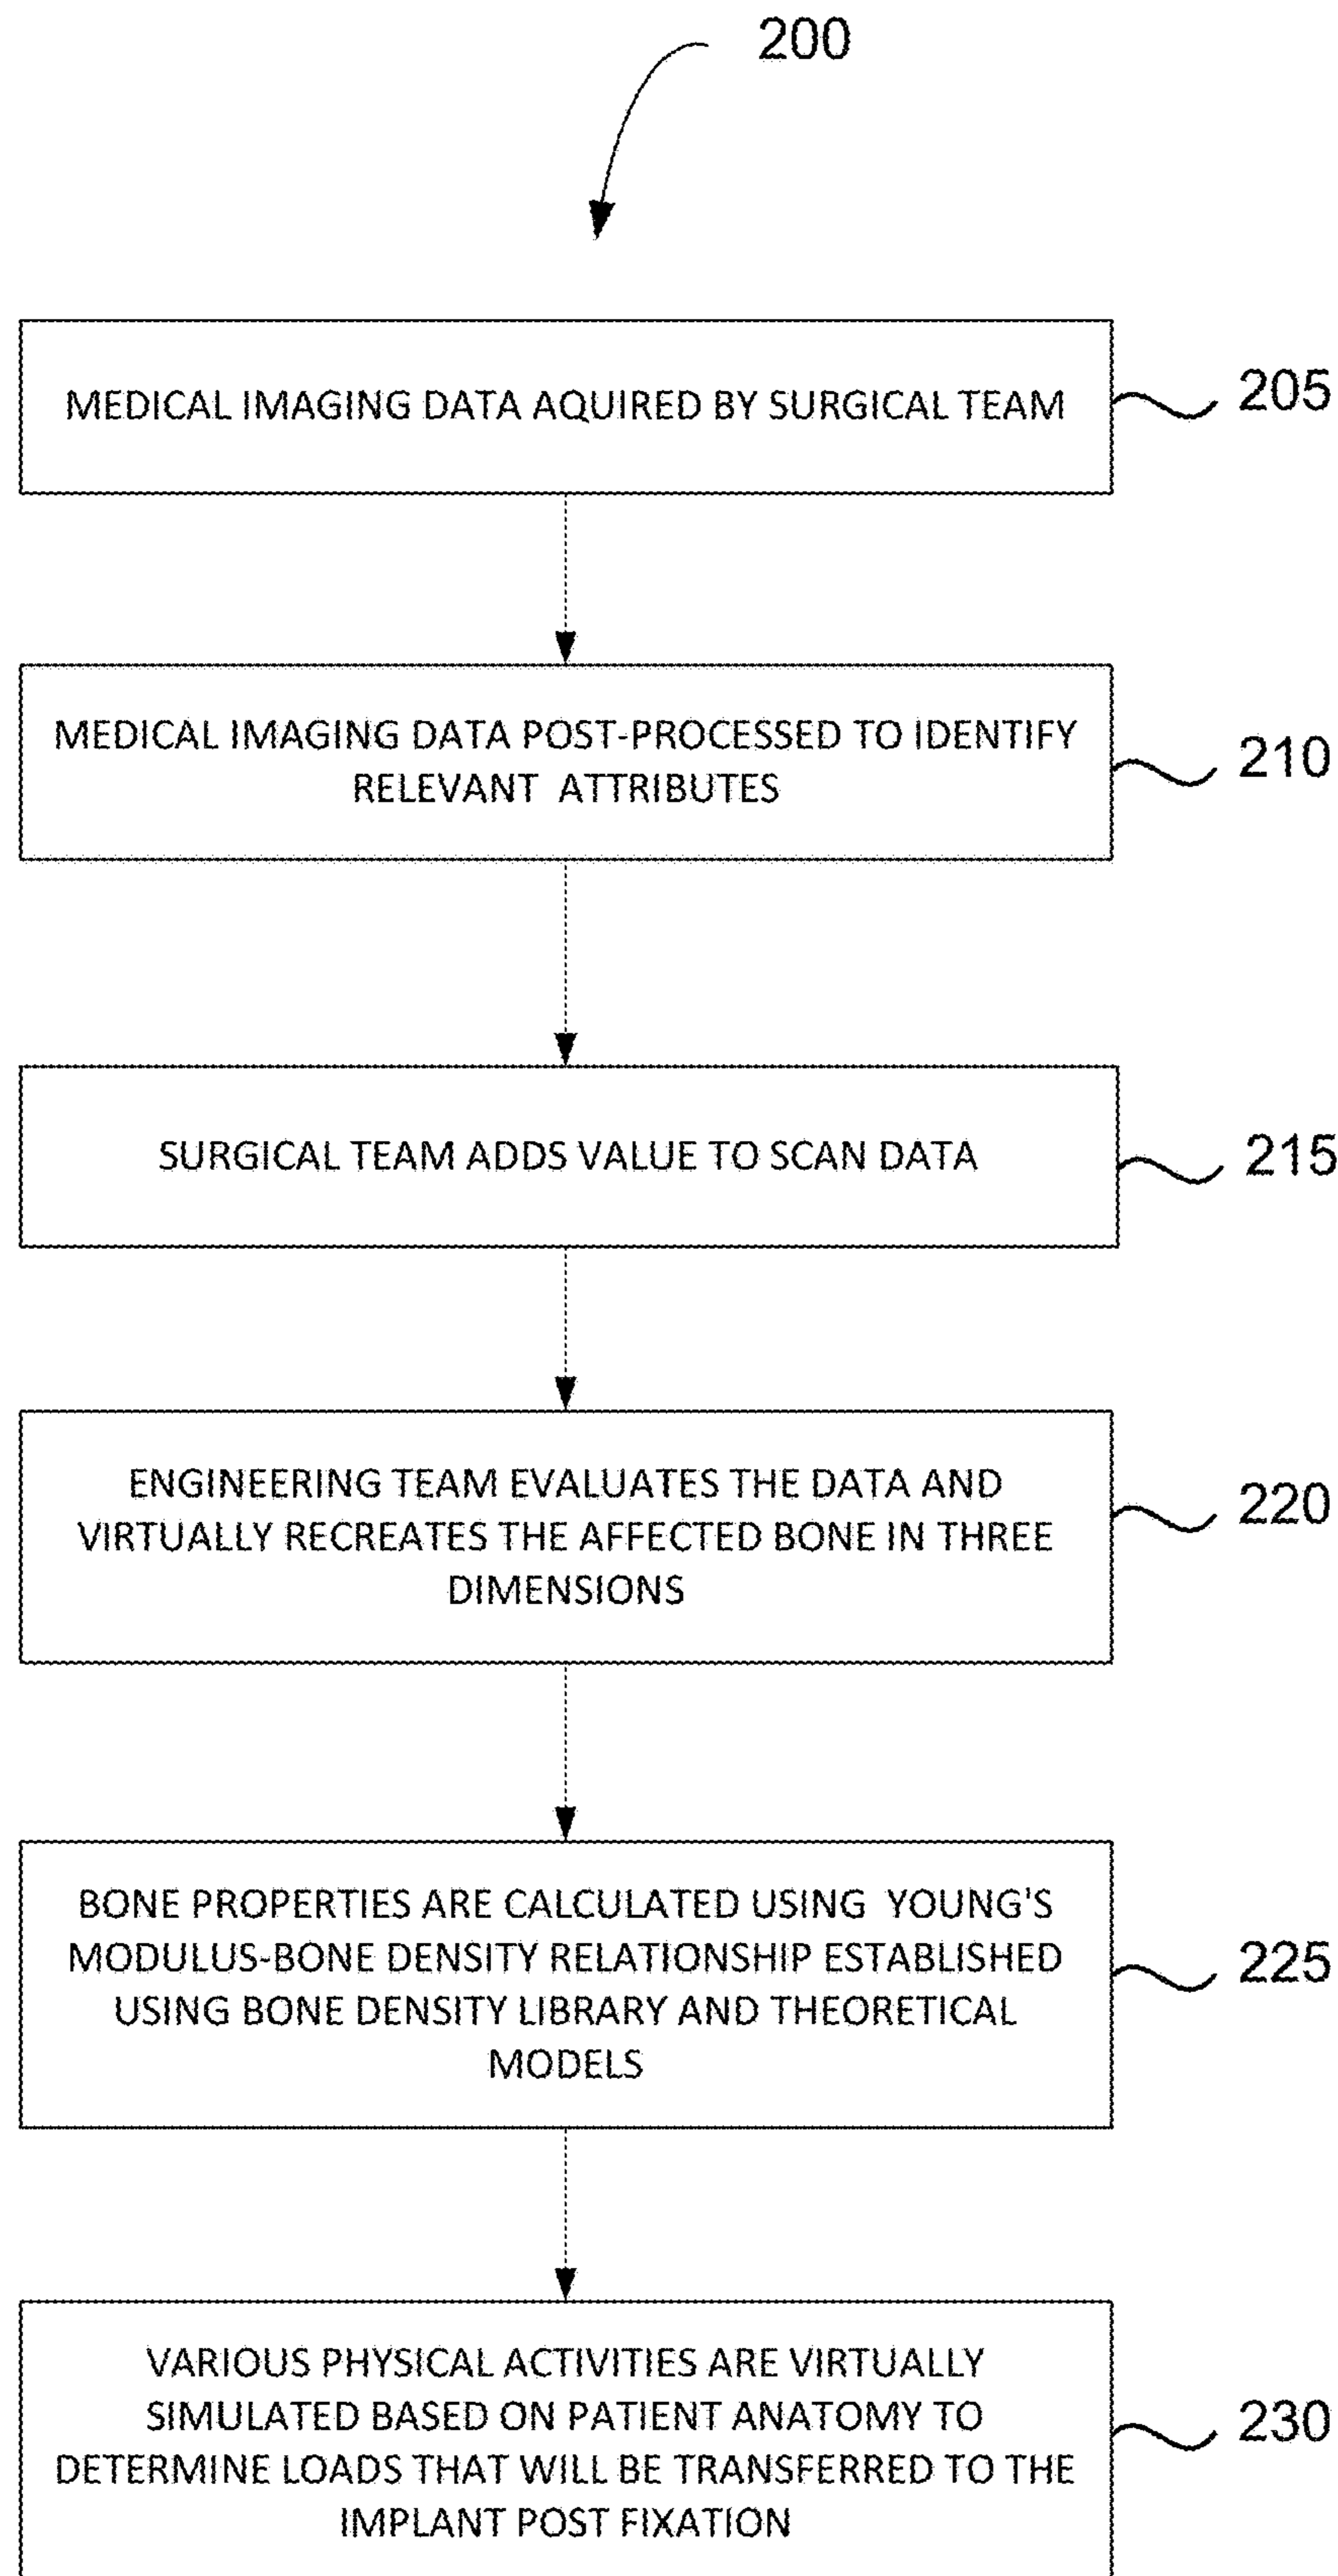 200
MEDICAL IMAGING DATA AQUIRED BY SURGICAL TEAM
205
MEDICAL IMAGING DATA POST-PROCESSED TO IDENTIFY
RELEVANT ATTRIBUTES
210
SURGICAL TEAM ADDS VALUE TO SCAN DATA
215
ENGINEERING TEAM EVALUATES THE DATA AND
VIRTUALLY RECREATES THE AFFECTED BONE IN THREE
DIMENSIONS
220
BONE PROPERTIES ARE CALCULATED USING YOUNG'S
MODULUS-BONE DENSITY RELATIONSHIP ESTABLISHED
USING BONE DENSITY LIBRARY AND THEORETICAL
MODELS
225
VARIOUS PHYSICAL ACTIVITIES ARE VIRTUALLY
SIMULATED BASED ON PATIENT ANATOMY TO
DETERMINE LOADS THAT WILL BE TRANSFERRED TO THE
IMPLANT POST FIXATION
230